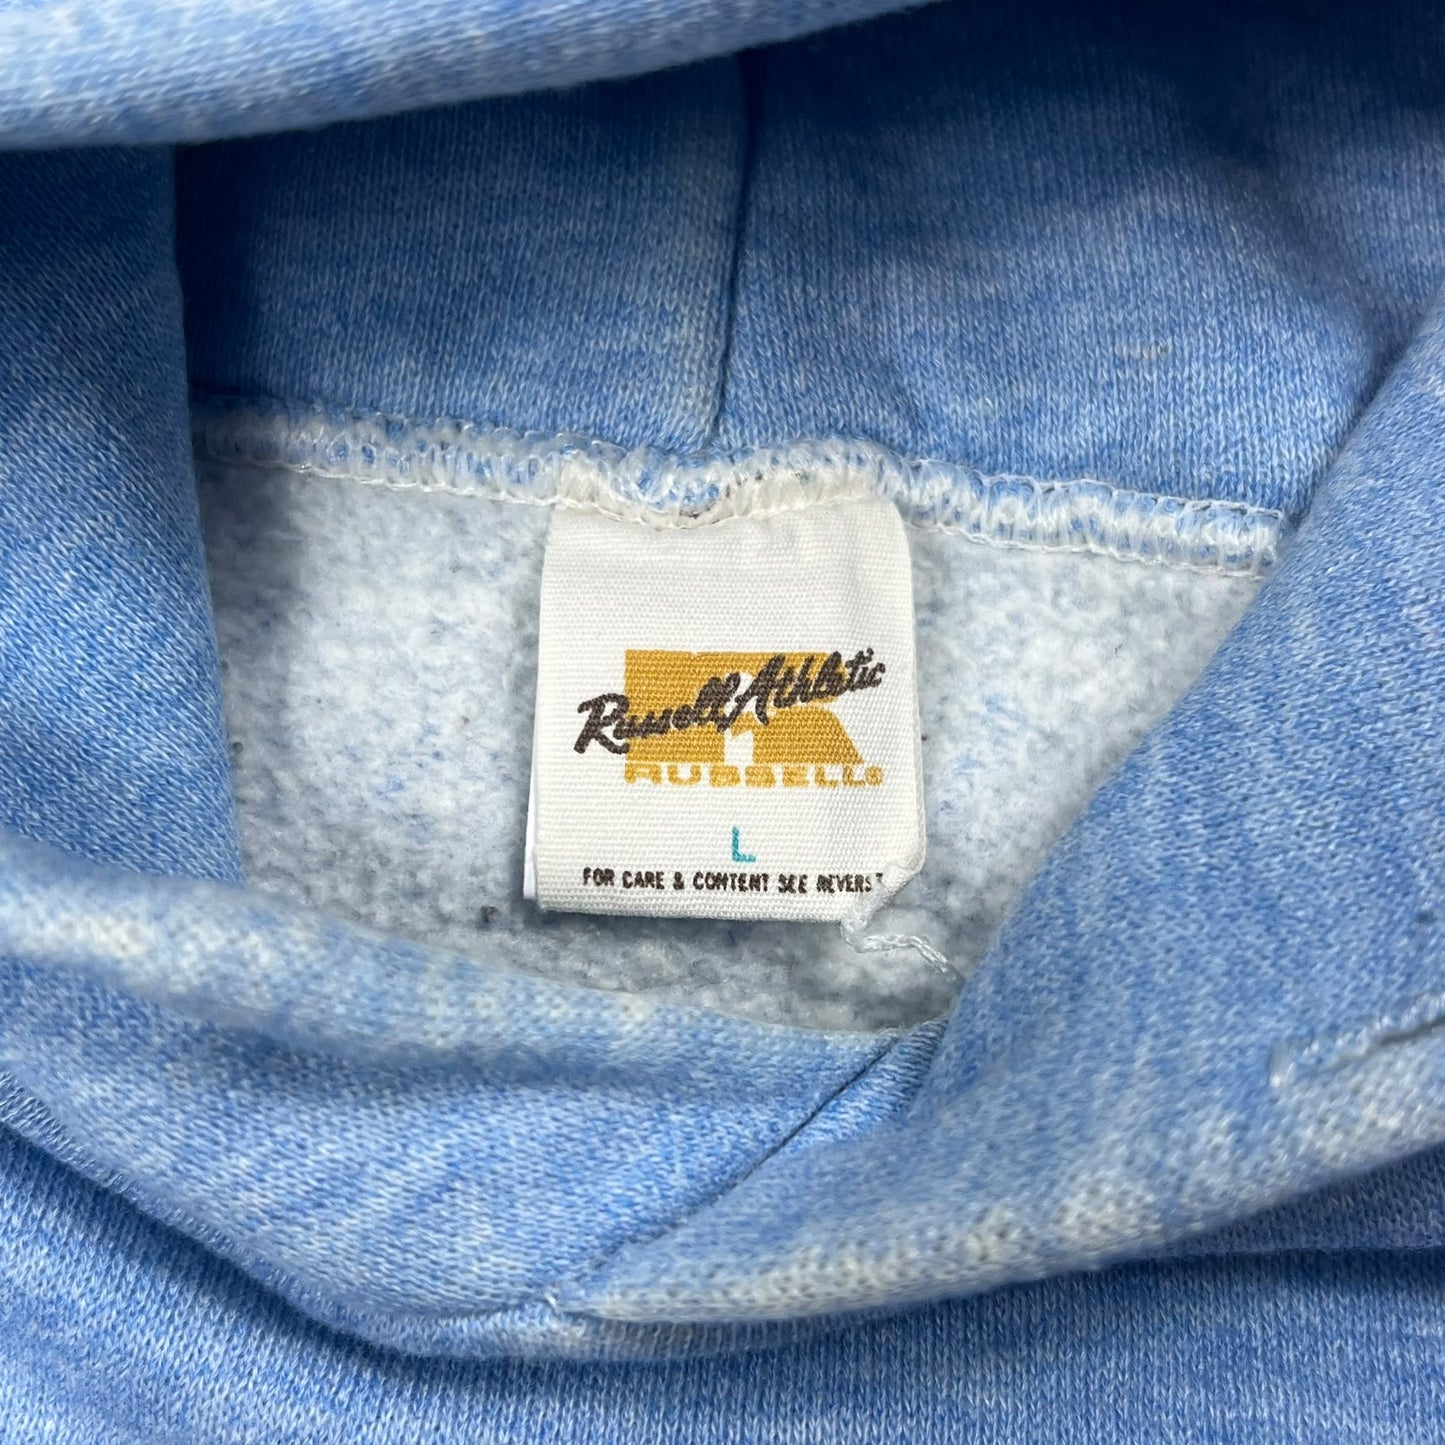 Russell Athletic
RUSSELL®
L
FOR CARE & CONTENT SEE REVERSE